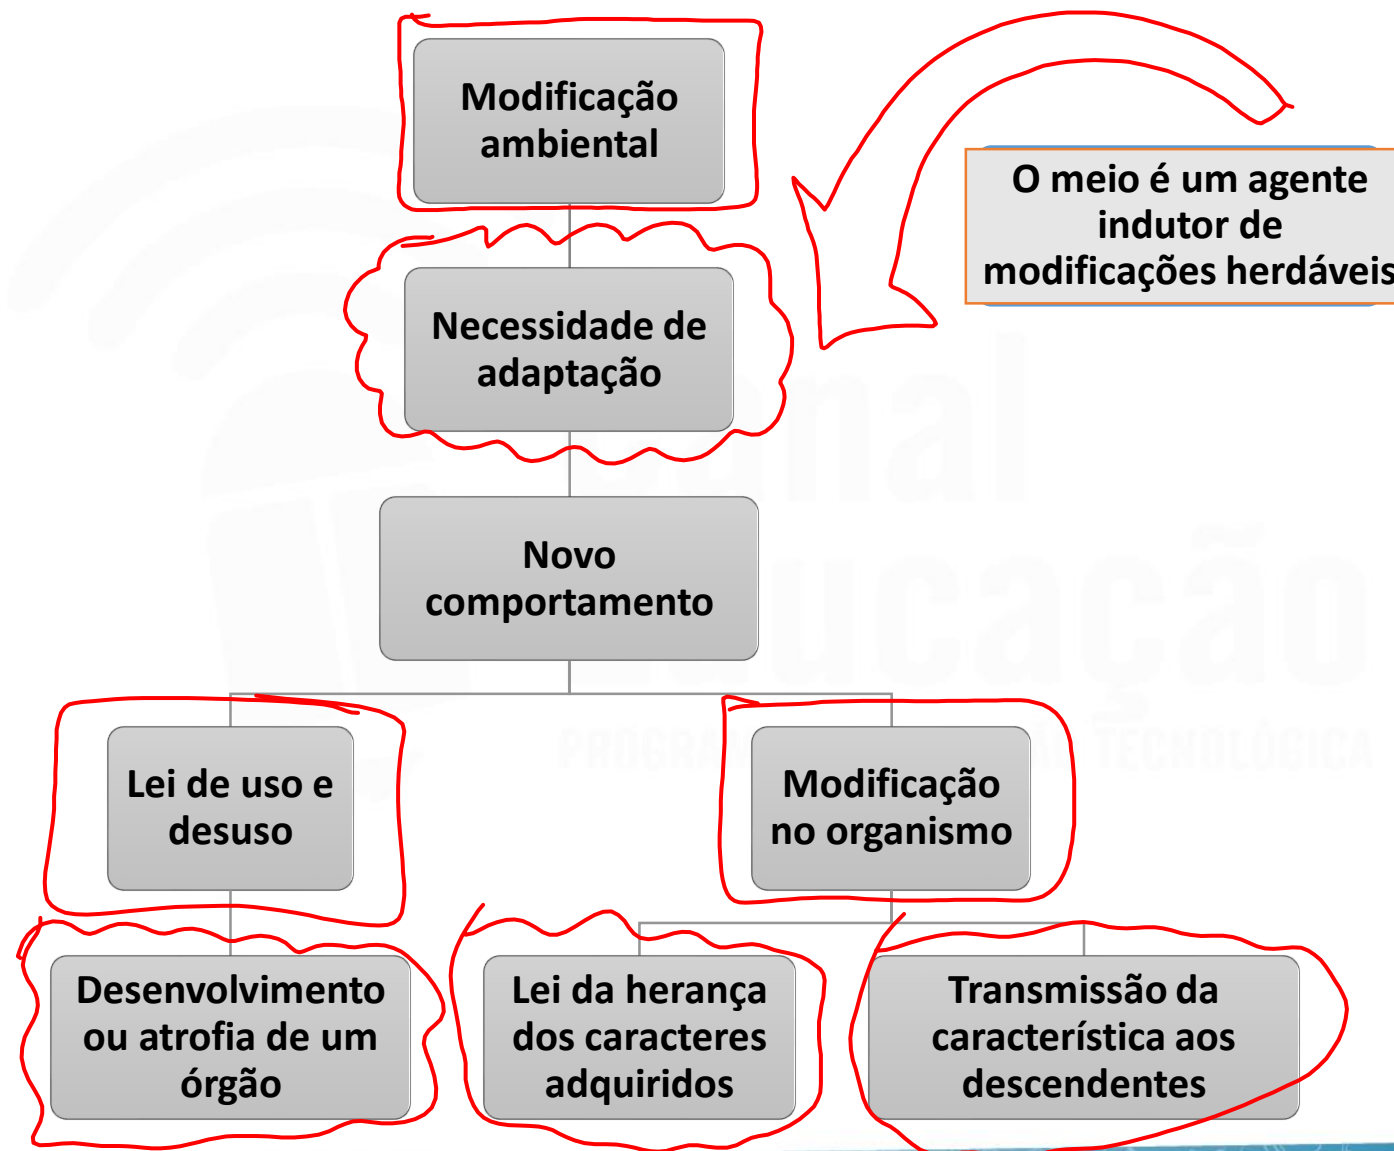 Modificação
ambiental
O meio é um agente
indutor de
modificações herdáveis
Necessidade de
adaptação
Novo
comportamento
Lei de uso e
desuso
Modificação
no organismo
Desenvolvimento
ou atrofia de um
órgão
Lei da herança
dos caracteres
adquiridos
Transmissão da
característica aos
descendentes